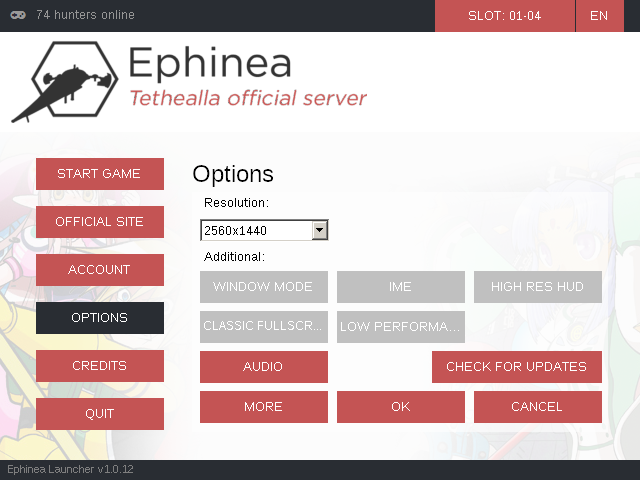 74 hunters online
SLOT: 01-04
EN
Ephinea
Tethealla official server
START GAME
OFFICIAL SITE
ACCOUNT
OPTIONS
CREDITS
QUIT
Options
Resolution:
2560x1440
Additional:
WINDOW MODE
IME
HIGH RES HUD
CLASSIC FULLSCR...
LOW PERFORMA...
AUDIO
CHECK FOR UPDATES
MORE
OK
CANCEL
Ephinea Launcher v1.0.12